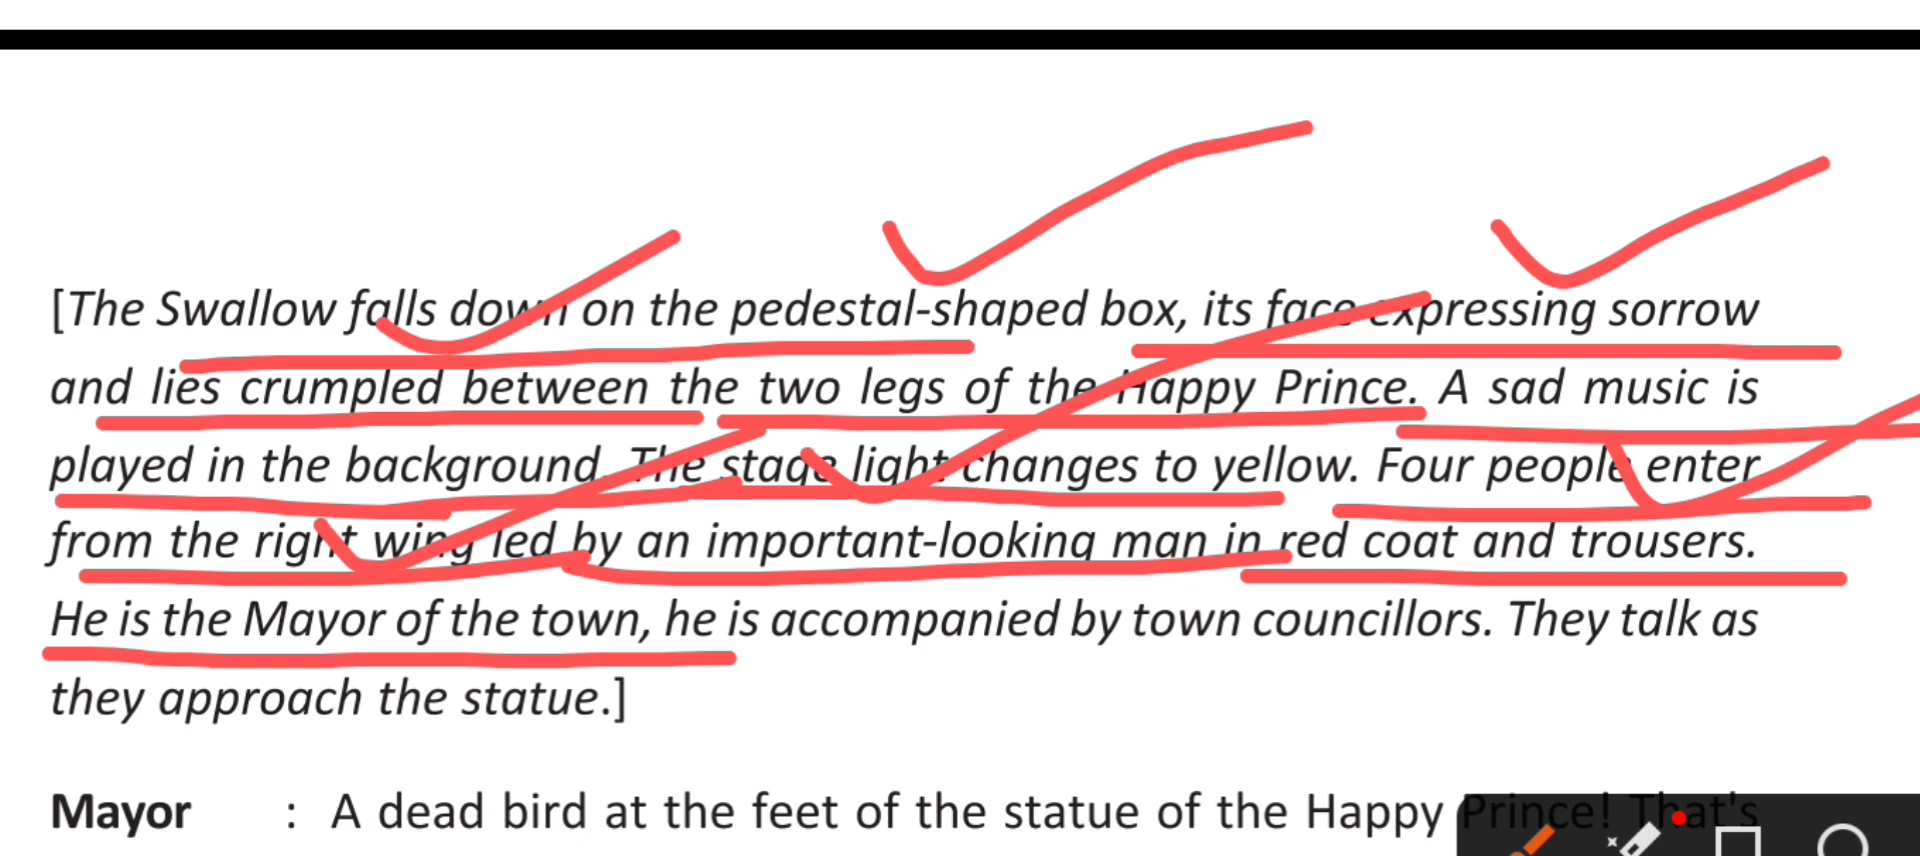 [The Swallow falls down on the pedestal-shaped box, its face expressing sorrow
and lies crumpled between the two legs of the Happy Prince. A sad music is
played in the background. The stage light changes to yellow. Four people enter
from the right wing led by an important-looking man in red coat and trousers.
He is the Mayor of the town, he is accompanied by town councillors. They talk as
they approach the statue.]
Mayor : A dead bird at the feet of the statue of the Happy Prince! That's